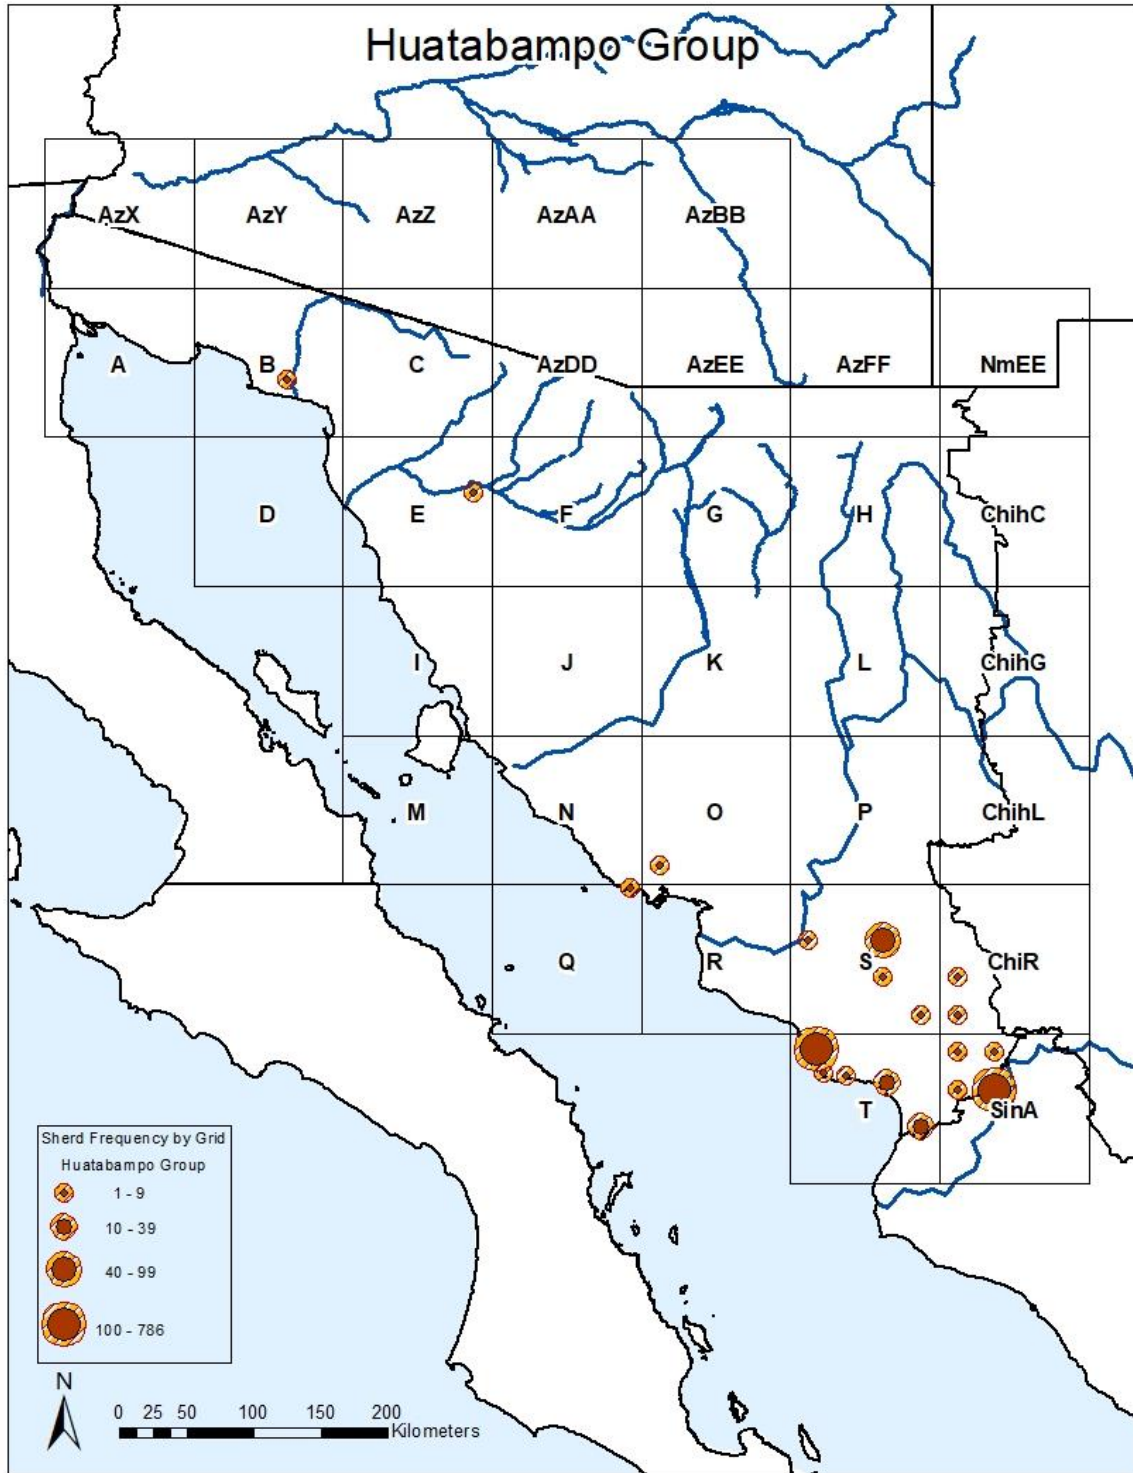 Huatabampo Group
AzX
AzY
AzZ
AzAA
AzBB
A
B
C
AzDD
AzEE
AzFF
NmEE
D
E
F
G
H
ChihC
I
J
K
L
ChihG
M
N
O
P
ChihL
Q
R
S
ChiR
T
SinA
Sherd Frequency by Grid
Huatabampo Group
1 - 9
10 - 39
40 - 99
100 - 786
N
0 25 50 100 150 200
Kilometers